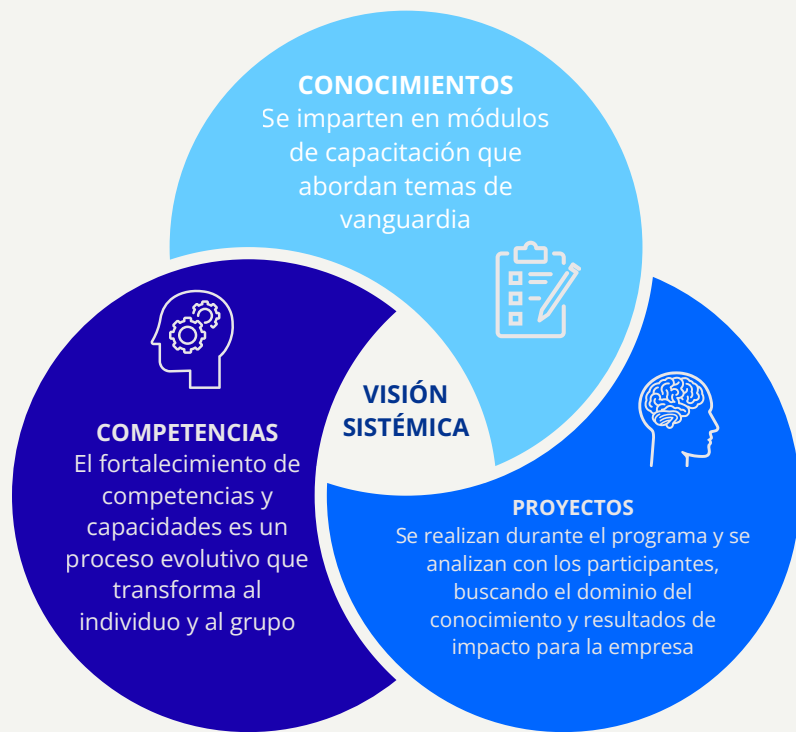 CONOCIMIENTOS
Se imparten en módulos
de capacitación que
abordan temas de
vanguardia
VISIÓN
SISTÉMICA
COMPETENCIAS
El fortalecimiento de
competencias y
capacidades es un
proceso evolutivo que
transforma al
individuo y al grupo
PROYECTOS
Se realizan durante el programa y se
analizan con los participantes,
buscando el dominio del
conocimiento y resultados de
impacto para la empresa